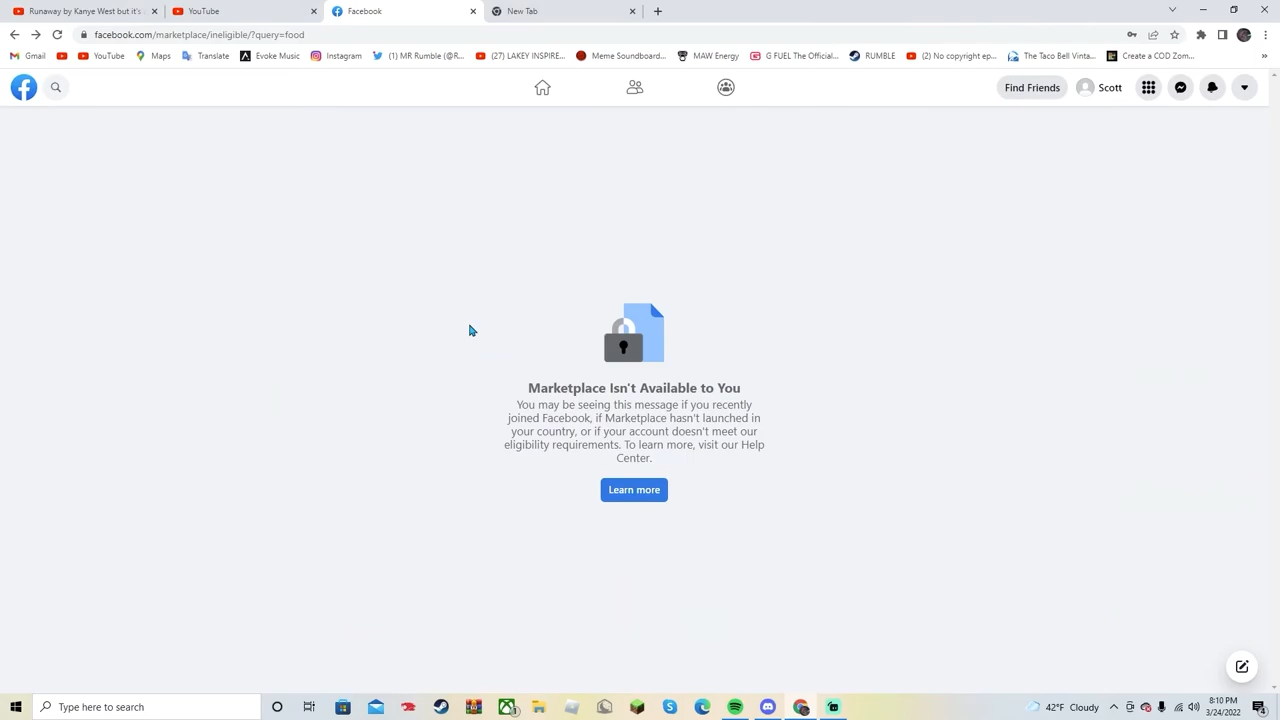 Runaway by Kanye West but it's
YouTube
Facebook
New Tab
facebook.com/marketplace/ineligible/?query=food
Gmail
YouTube
Maps
Translate
Evoke Music
Instagram
(1) MR Rumble (@R...
(27) LAKEY INSPIRE...
Meme Soundboard...
MAW Energy
G FUEL The Official...
RUMBLE
(2) No copyright ep...
The Taco Bell Vinta...
Create a COD Zom...
Find Friends
Scott
Marketplace Isn't Available to You
You may be seeing this message if you recently
joined Facebook, if Marketplace hasn't launched in
your country, or if your account doesn't meet our
eligibility requirements. To learn more, visit our Help
Center.
Learn more
Type here to search
42°F Cloudy
8:10 PM
3/24/2022